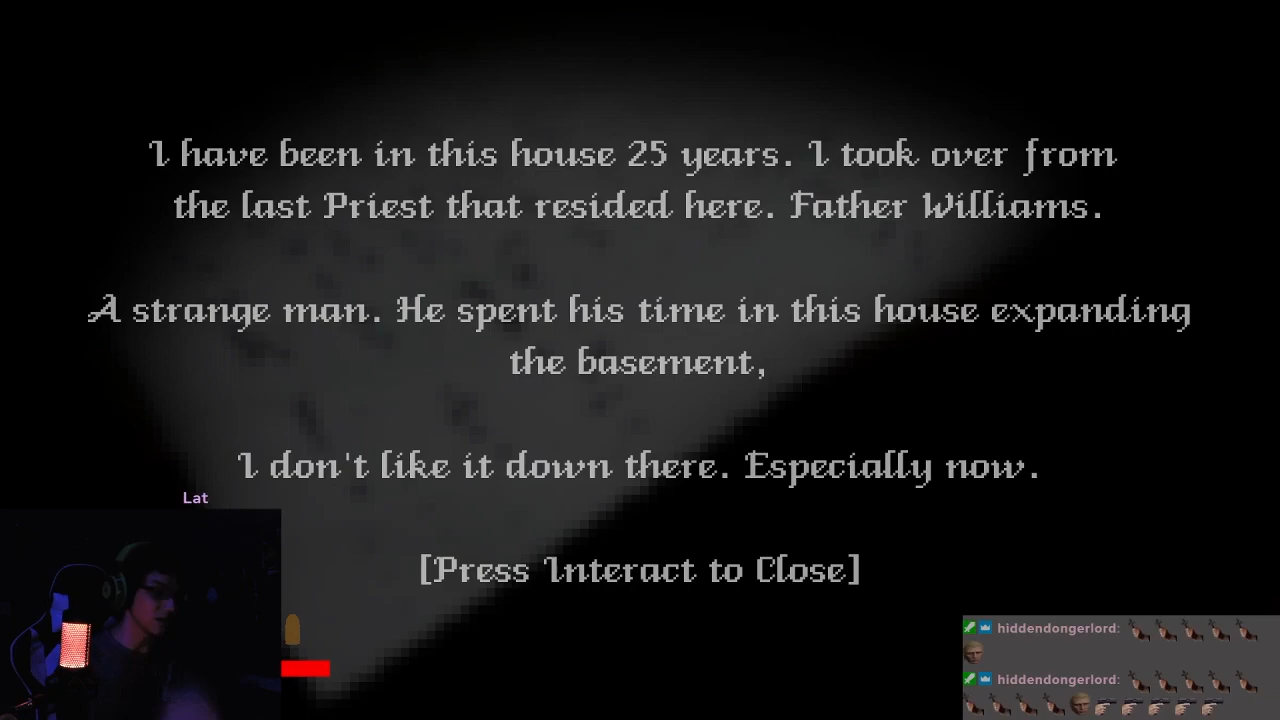 I have been in this house 25 years. I took over from
the last Priest that resided here. Father Williams.
A strange man. He spent his time in this house expanding
the basement,
I don't like it down there. Especially now.
[Press Interact to Close]
Lat
hiddendongerlord:
hiddendongerlord: